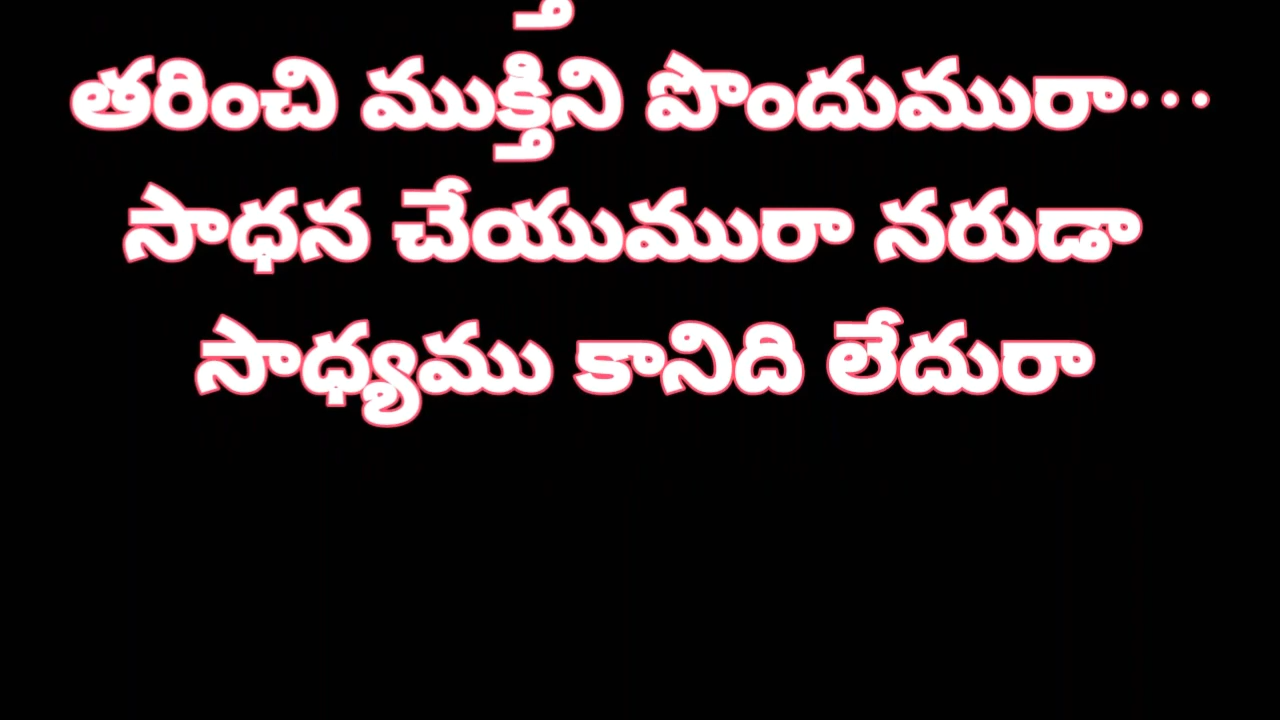 తరించి ముక్తిని పొందుమురా...
సాధన చేయుమురా నరుడా
సాధ్యము కానిది లేదురా